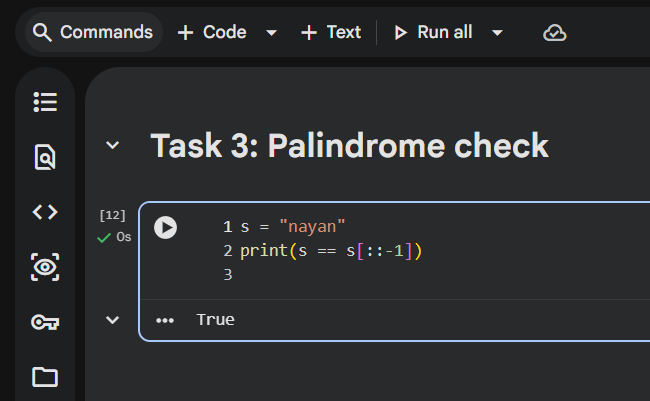 Commands + Code + Text Run all
Task 3: Palindrome check
[12]
0s
1 s = "nayan"
2 print(s == s[::-1])
3
True